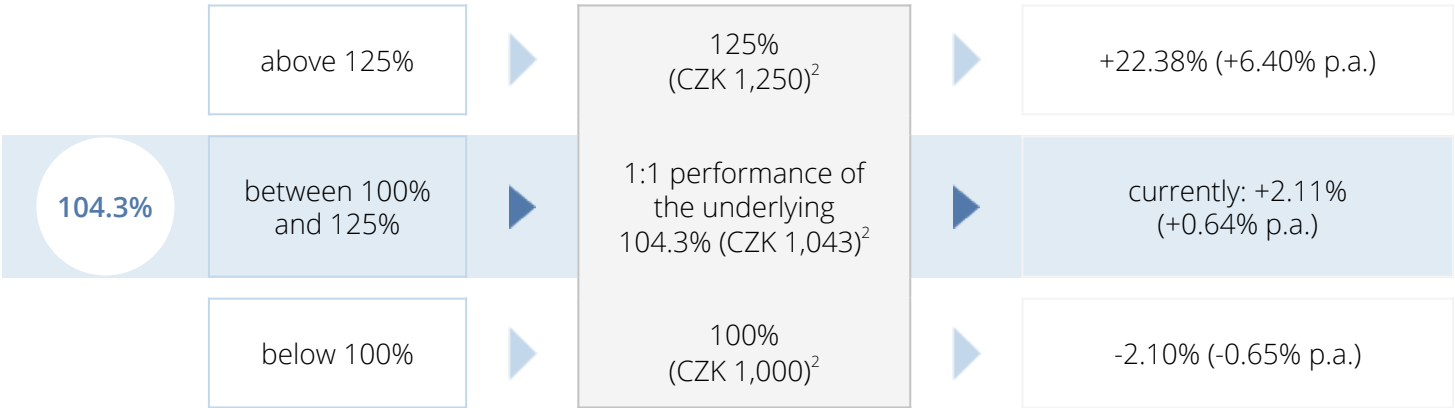 above 125%
125%
(CZK 1,250)2
+22.38% (+6.40% p.a.)
104.3%
between 100%
and 125%
1:1 performance of
the underlying
104.3% (CZK 1,043)2
currently: +2.11%
(+0.64% p.a.)
below 100%
100%
(CZK 1,000)2
-2.10% (-0.65% p.a.)